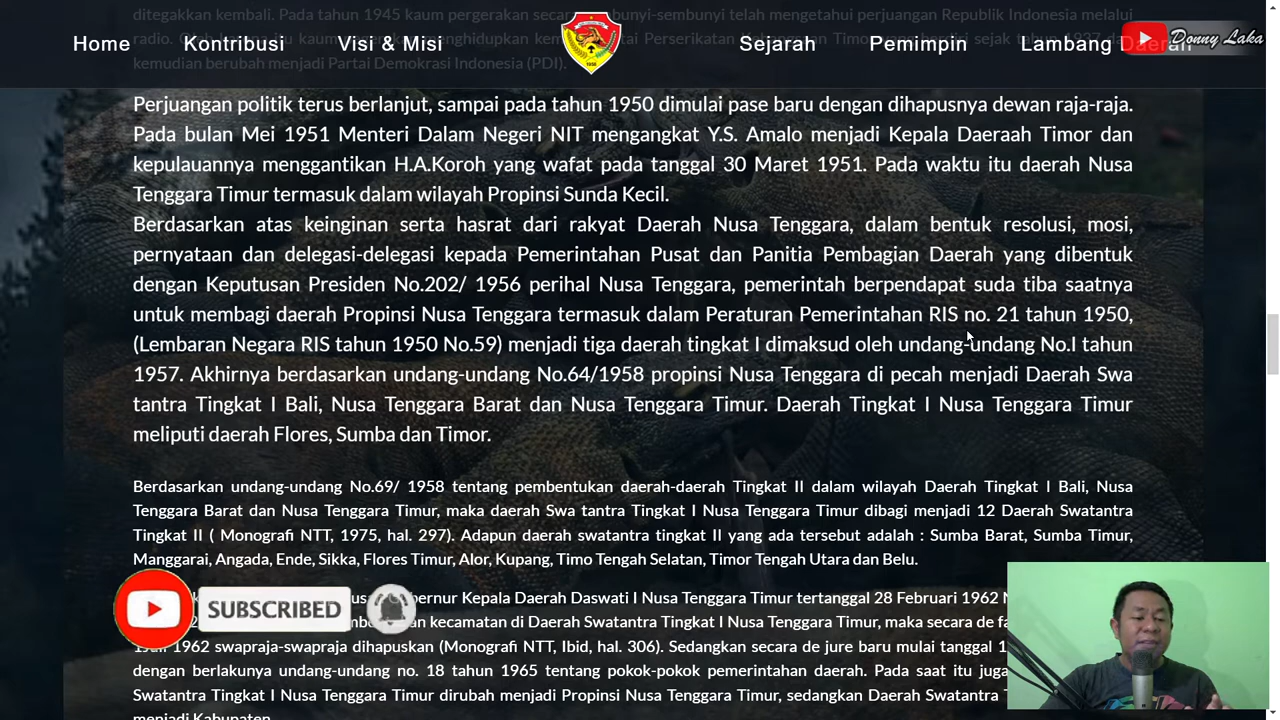 ditegakkan kembali. Pada tahun 1945 kaum pergerakan secara
bunyi-sembunyi telah mengetahui perjuangan Republik Indonesia melalui
Home
Kontribusi
Visi & Misi
1958
Sejarah
Pemimpin
Lambang Daerah
Donny Laka
kemudian berubah menjadi Partai Demokrasi Indonesia (PDI).
Perjuangan politik terus berlanjut, sampai pada tahun 1950 dimulai pase baru dengan dihapusnya dewan raja-raja.
Pada bulan Mei 1951 Menteri Dalam Negeri NIT mengangkat Y.S. Amalo menjadi Kepala Daeraah Timor dan
kepulauannya menggantikan H.A.Koroh yang wafat pada tanggal 30 Maret 1951. Pada waktu itu daerah Nusa
Tenggara Timur termasuk dalam wilayah Propinsi Sunda Kecil.
Berdasarkan atas keinginan serta hasrat dari rakyat Daerah Nusa Tenggara, dalam bentuk resolusi, mosi,
pernyataan dan delegasi-delegasi kepada Pemerintahan Pusat dan Panitia Pembagian Daerah yang dibentuk
dengan Keputusan Presiden No.202/ 1956 perihal Nusa Tenggara, pemerintah berpendapat suda tiba saatnya
untuk membagi daerah Propinsi Nusa Tenggara termasuk dalam Peraturan Pemerintahan RIS no. 21 tahun 1950,
(Lembaran Negara RIS tahun 1950 No.59) menjadi tiga daerah tingkat I dimaksud oleh undang-undang No.I tahun
1957. Akhirnya berdasarkan undang-undang No.64/1958 propinsi Nusa Tenggara di pecah menjadi Daerah Swa
tantra Tingkat I Bali, Nusa Tenggara Barat dan Nusa Tenggara Timur. Daerah Tingkat I Nusa Tenggara Timur
meliputi daerah Flores, Sumba dan Timor.
Berdasarkan undang-undang No.69/ 1958 tentang pembentukan daerah-daerah Tingkat II dalam wilayah Daerah Tingkat I Bali, Nusa
Tenggara Barat dan Nusa Tenggara Timur, maka daerah Swa tantra Tingkat I Nusa Tenggara Timur dibagi menjadi 12 Daerah Swatantra
Tingkat II ( Monografi NTT, 1975, hal. 297). Adapun daerah swatantra tingkat II yang ada tersebut adalah : Sumba Barat, Sumba Timur,
Manggarai, Angada, Ende, Sikka, Flores Timur, Alor, Kupang, Timo Tengah Selatan, Timor Tengah Utara dan Belu.
SUBSCRIBED
Kepala Daerah Daswati I Nusa Tenggara Timur tertanggal 28 Februari 1962
kecamatan di Daerah Swatantra Tingkat I Nusa Tenggara Timur, maka secara de
1962 swapraja-swapraja dihapuskan (Monografi NTT, Ibid, hal. 306). Sedangkan secara de jure baru mulai tanggal
dengan berlakunya undang-undang no. 18 tahun 1965 tentang pokok-pokok pemerintahan daerah. Pada saat itu juga
Swatantra Tingkat I Nusa Tenggara Timur dirubah menjadi Propinsi Nusa Tenggara Timur, sedangkan Daerah Swatantra
menjadi Kabupaten